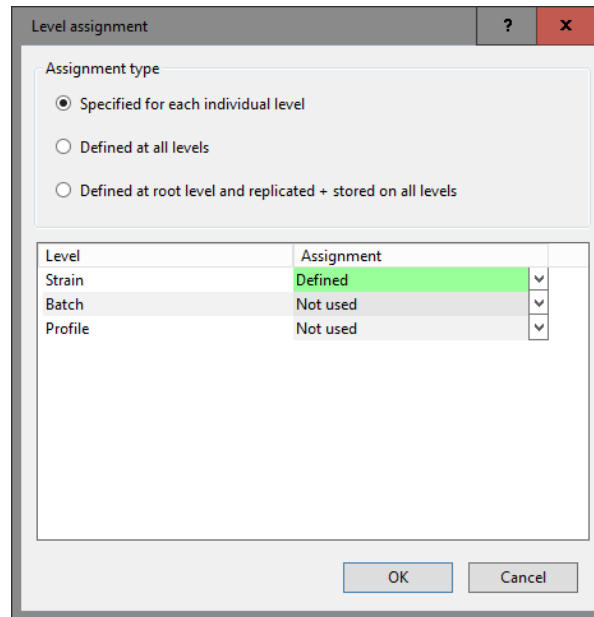 Level assignment ? x
Assignment type
Specified for each individual level
Defined at all levels
Defined at root level and replicated + stored on all levels
Level Assignment
Strain Defined
Batch Not used
Profile Not used
OK Cancel